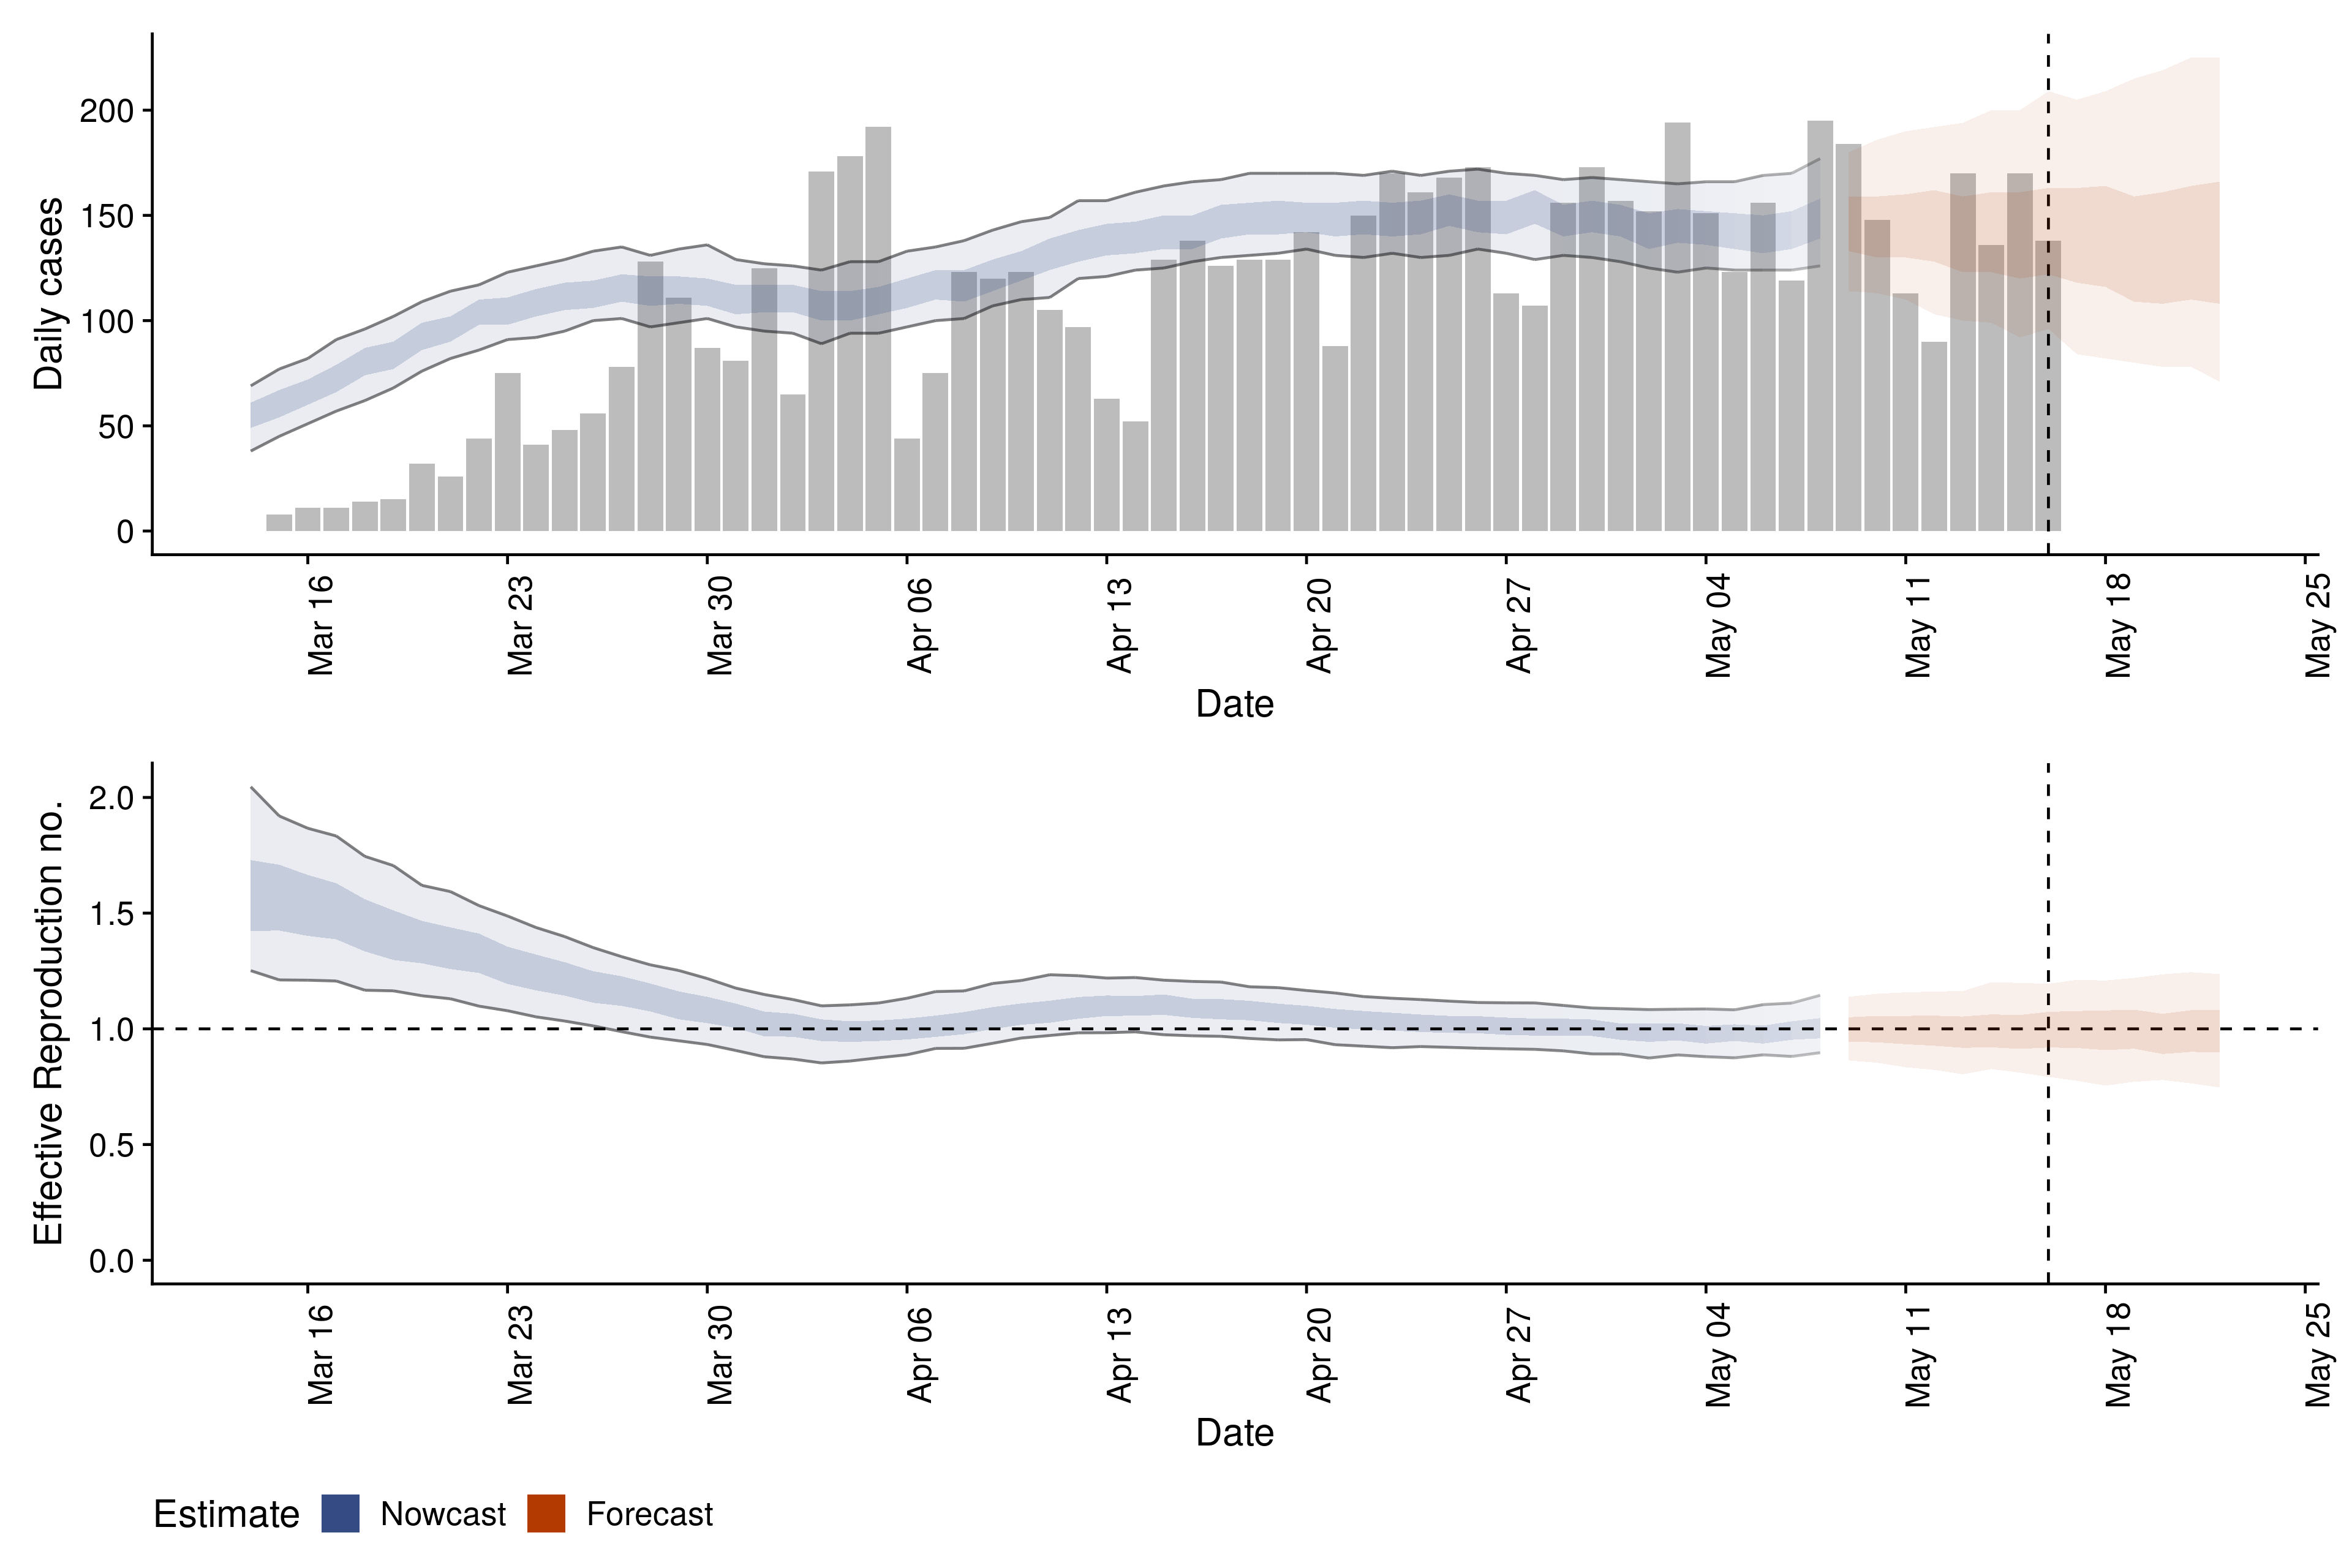 Daily cases
200
150
100
50
0
Mar 16
Mar 23
Mar 30
Apr 06
Apr 13
Apr 20
Apr 27
May 04
May 11
May 18
May 25
Date
Effective Reproduction no.
2.0
1.5
1.0
0.5
0.0
Mar 16
Mar 23
Mar 30
Apr 06
Apr 13
Apr 20
Apr 27
May 04
May 11
May 18
May 25
Date
Estimate Nowcast Forecast